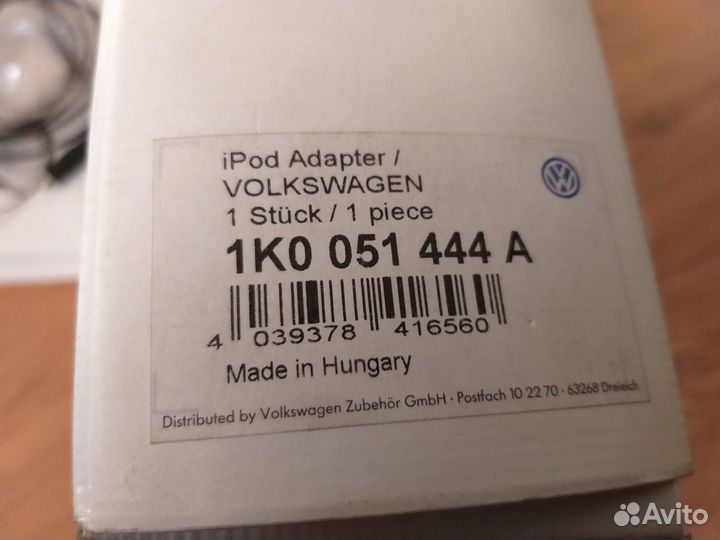 iPod Adapter /
VOLKSWAGEN
1 Stück / 1 piece
1K0 051 444 A
4 039378 416560
Made in Hungary
Distributed by Volkswagen Zubehör GmbH · Postfach 10 22 70 · 63268 Dreieich
Avito